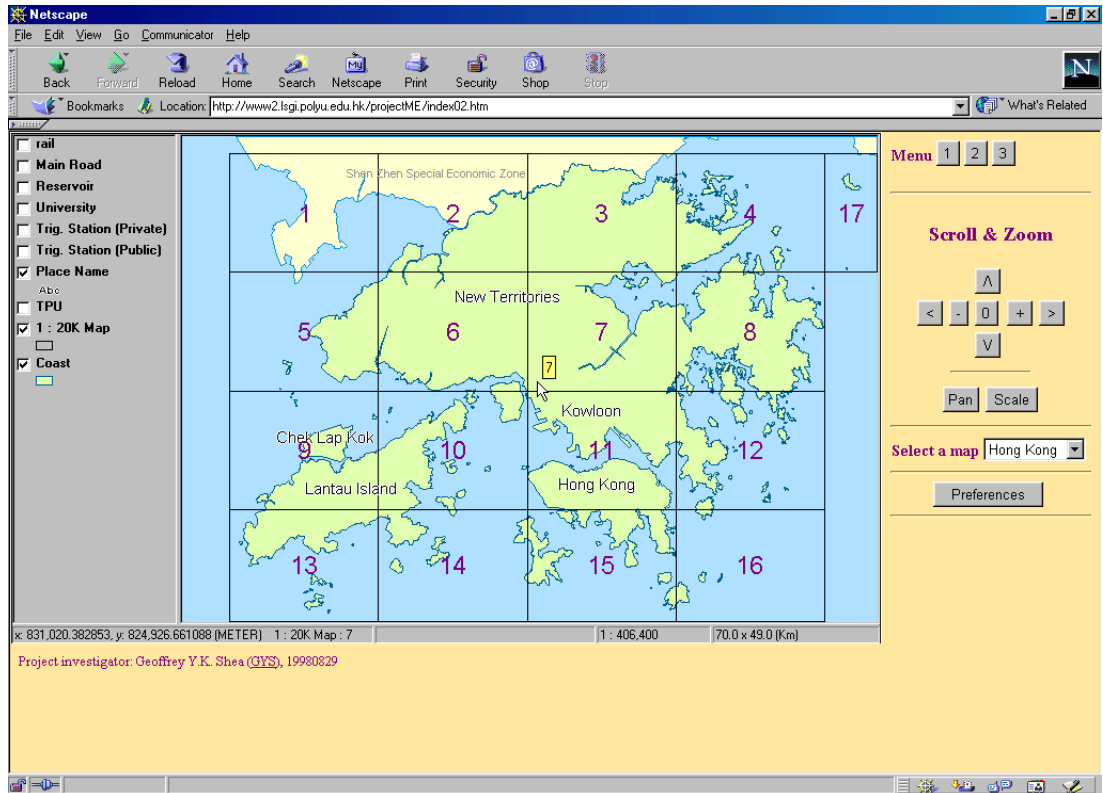 Netscape
File Edit View Go Communicator Help
Back Forward Reload Home Search Netscape Print Security Shop Stop
Bookmarks Location: http://www2.lsgi.polyu.edu.hk/projectME/index02.htm What's Related
rail
Main Road
Reservoir
University
Trig. Station (Private)
Trig. Station (Public)
Place Name
Abc
TPU
1 : 20K Map
Coast
Shen Zhen Special Economic Zone
1 2 3 4 17
New Territories
5 6 7 8
7
Kowloon
Chek Lap Kok
9 10 11 12
Lantau Island Hong Kong
13 14 15 16
Menu 1 2 3
Scroll & Zoom
Λ
< - 0 + >
V
Pan Scale
Select a map Hong Kong
Preferences
x: 831,020.382853, y: 824,926.661088 (METER) 1 : 20K Map : 7 1 : 406,400 70.0 x 49.0 (Km)
Project investigator: Geoffrey Y.K. Shea (GYS), 19980829